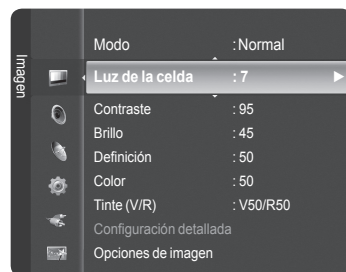 Imagen
Modo :Normal
Luz de la celda : 7
Contraste : 95
Brillo : 45
Definición : 50
Color : 50
Tinte (V/R) : V50/R50
Configuración detallada
Opciones de imagen